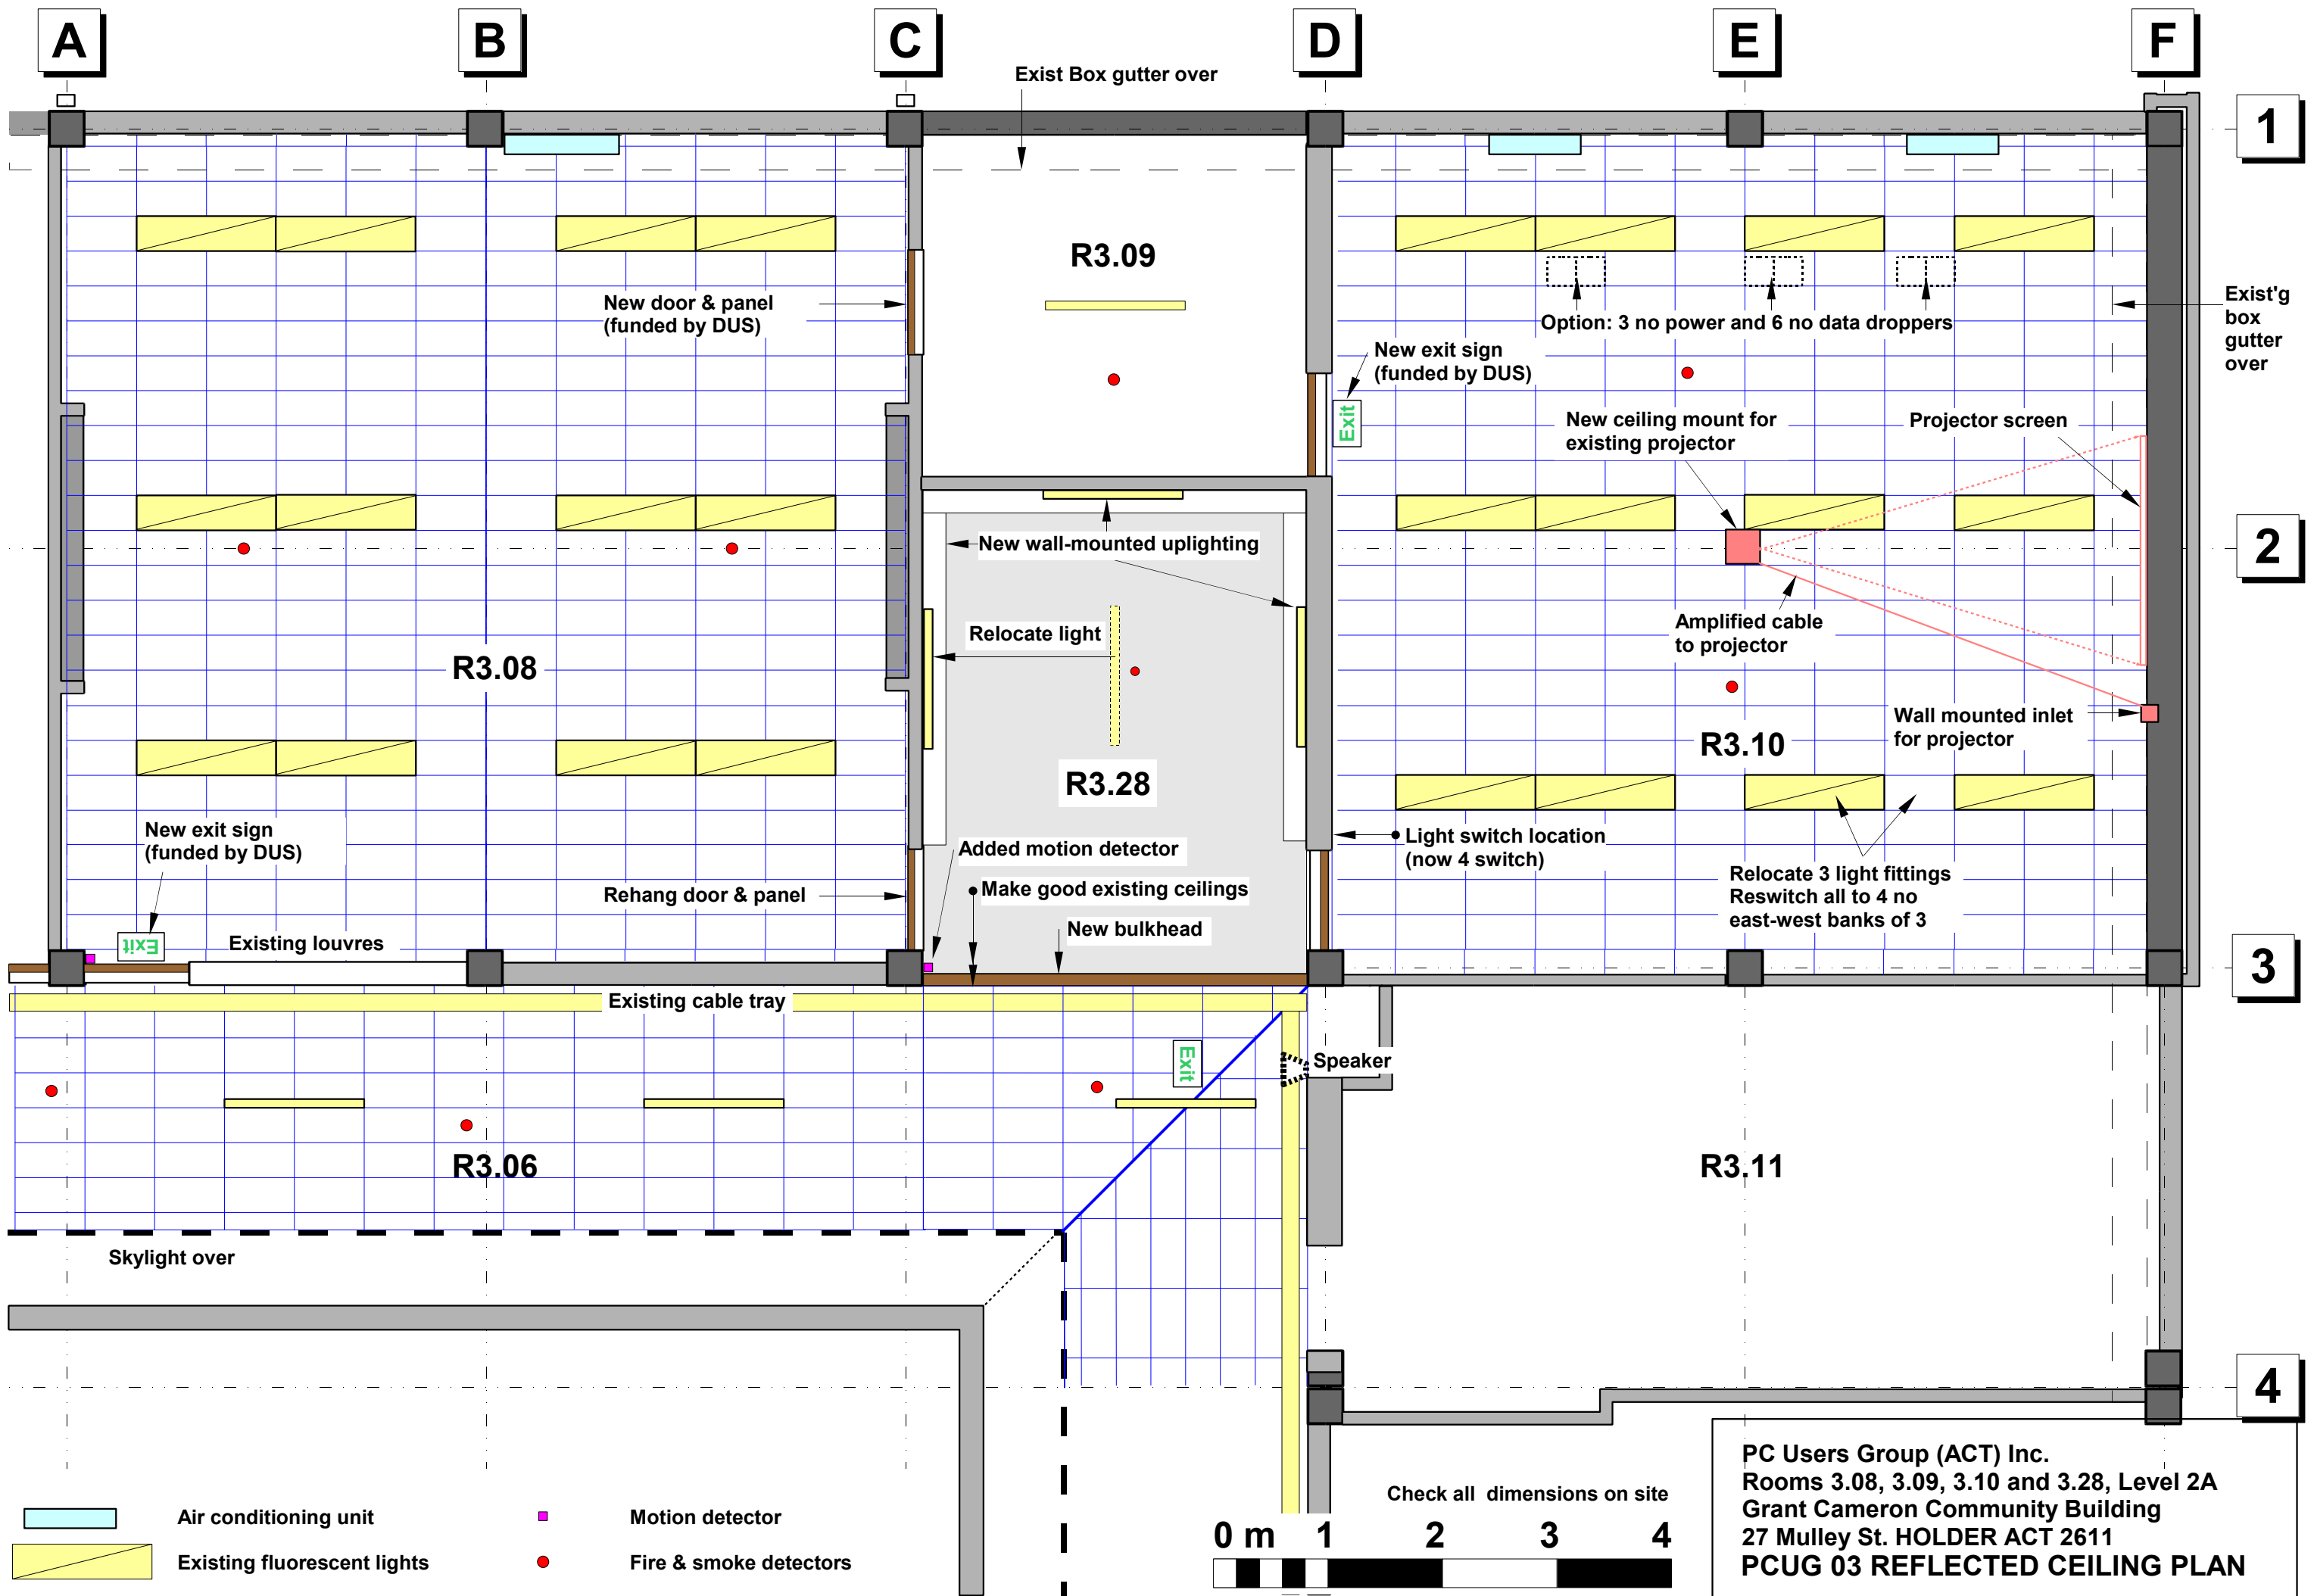 A
B
C
D
E
F
Exist Box gutter over
1
R3.09
New door & panel
(funded by DUS)
Option: 3 no power and 6 no data droppers
Exist'g
box
gutter
over
New exit sign
(funded by DUS)
Exit
New ceiling mount for
existing projector
Projector screen
New wall-mounted uplighting
2
Relocate light
Amplified cable
to projector
R3.08
Wall mounted inlet
for projector
R3.10
R3.28
New exit sign
(funded by DUS)
Added motion detector
Light switch location
(now 4 switch)
Rehang door & panel
Make good existing ceilings
Relocate 3 light fittings
Reswitch all to 4 no
east-west banks of 3
New bulkhead
Exit
Existing louvres
3
Existing cable tray
Exit
Speaker
R3.06
R3.11
Skylight over
4
Air conditioning unit
Motion detector
Existing fluorescent lights
Fire & smoke detectors
Check all dimensions on site
0 m 1 2 3 4
PC Users Group (ACT) Inc.
Rooms 3.08, 3.09, 3.10 and 3.28, Level 2A
Grant Cameron Community Building
27 Mulley St. HOLDER ACT 2611
PCUG 03 REFLECTED CEILING PLAN